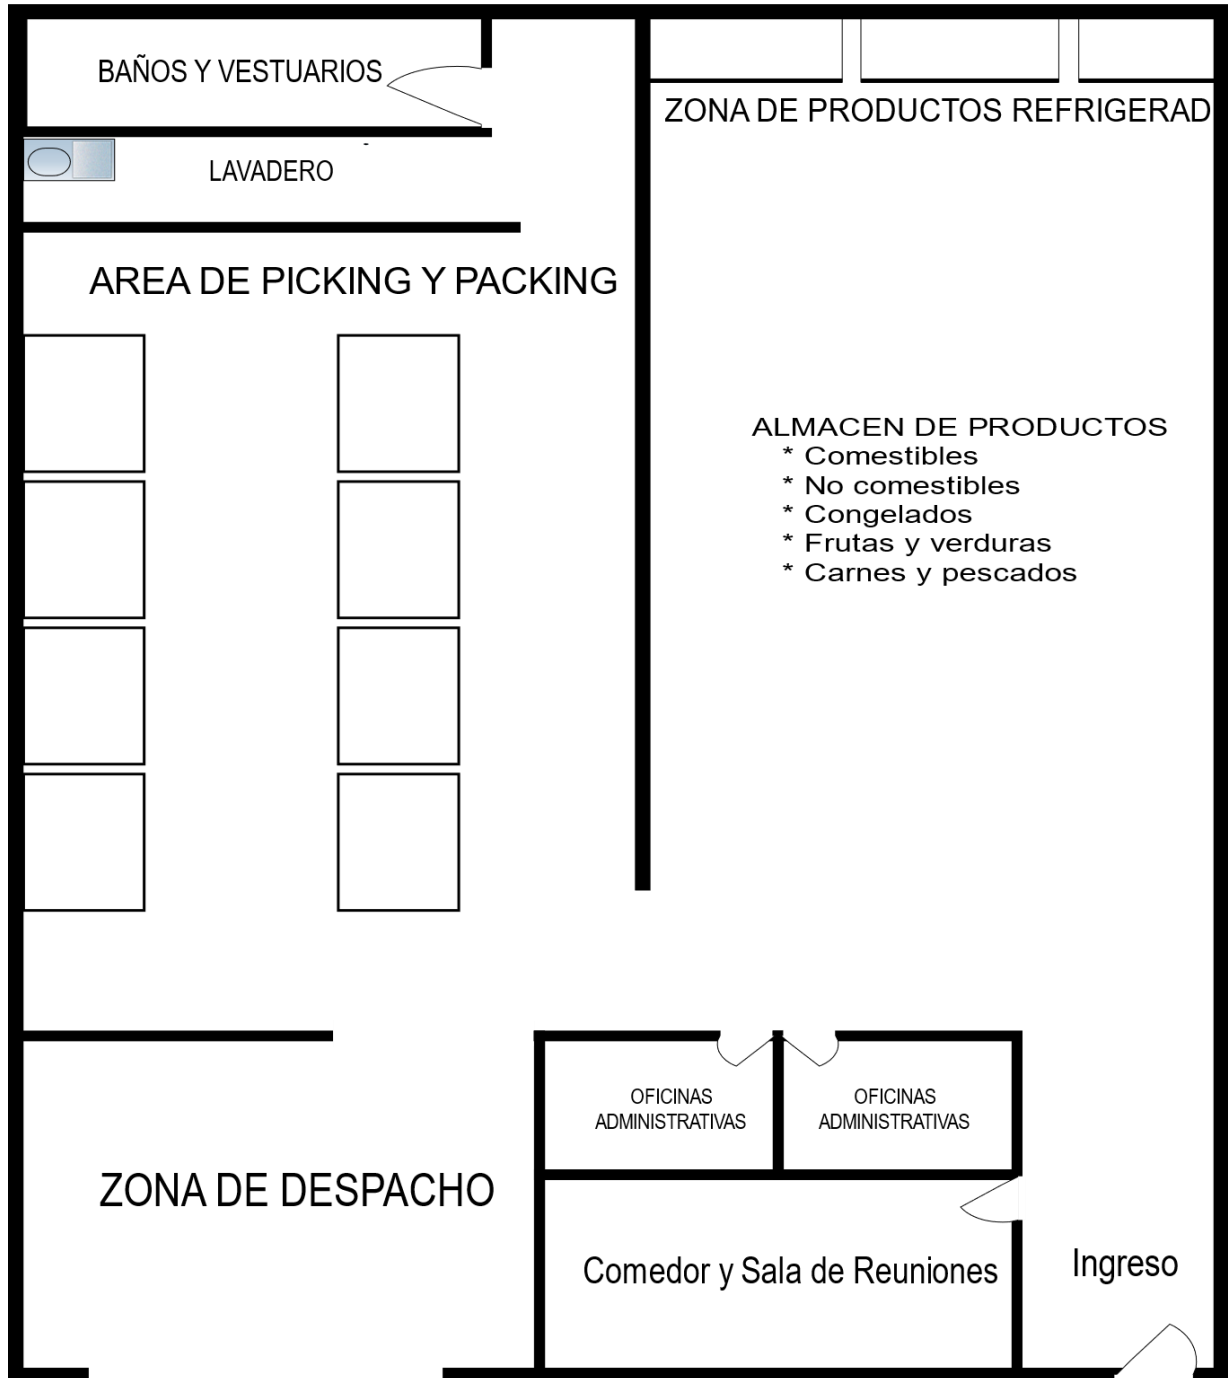 BAÑOS Y VESTUARIOS
ZONA DE PRODUCTOS REFRIGERAD
LAVADERO
AREA DE PICKING Y PACKING
ALMACEN DE PRODUCTOS
* Comestibles
* No comestibles
* Congelados
* Frutas y verduras
* Carnes y pescados
OFICINAS
ADMINISTRATIVAS
OFICINAS
ADMINISTRATIVAS
ZONA DE DESPACHO
Comedor y Sala de Reuniones
Ingreso